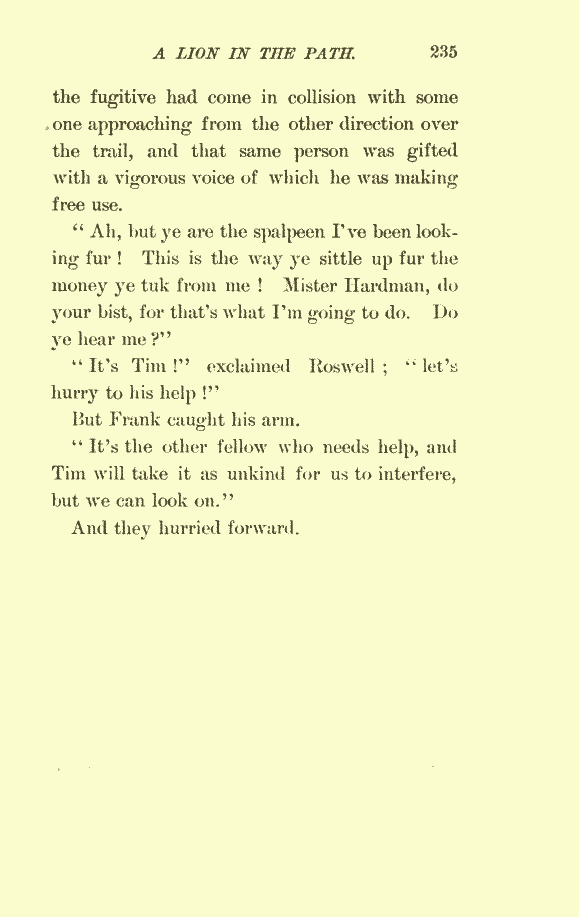 A LION IN THE PATH. 235
the fugitive had come in collision with some
one approaching from the other direction over
the trail, and that same person was gifted
with a vigorous voice of which he was making
free use.
“ Ah, but ye are the spalpeen I've been look-
ing fur ! This is the way ye sittle up fur the
money ye tuk from me ! Mister Hardman, do
your bist, for that's what I'm going to do. Do
ye hear me ?”
“ It's Tim !” exclaimed Roswell ; “ let's
hurry to his help !”
But Frank caught his arm.
“ It's the other fellow who needs help, and
Tim will take it as unkind for us to interfere,
but we can look on.”
And they hurried forward.